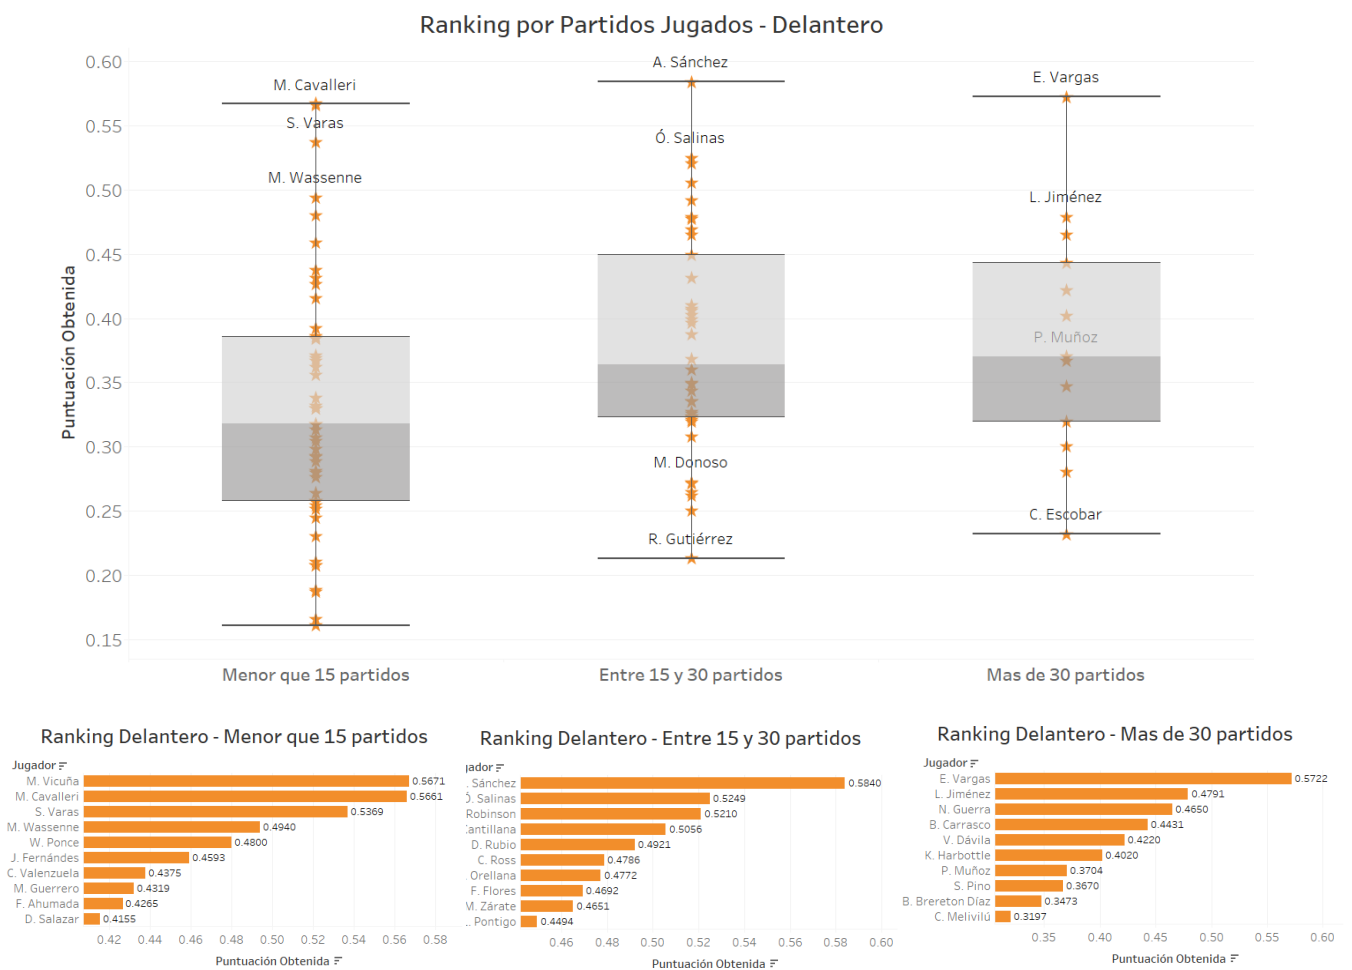 Ranking por Partidos Jugados - Delantero
Puntuación Obtenida
0.60
0.55
0.50
0.45
0.40
0.35
0.30
0.25
0.20
0.15
M. Cavalleri
S. Varas
M. Wassenne
A. Sánchez
Ó. Salinas
M. Donoso
R. Gutiérrez
E. Vargas
L. Jiménez
P. Muñoz
C. Escobar
Menor que 15 partidos
Entre 15 y 30 partidos
Mas de 30 partidos
Ranking Delantero - Menor que 15 partidos
Jugador
M. Vicuña 0.5671
M. Cavalleri 0.5661
S. Varas 0.5369
M. Wassenne 0.4940
W. Ponce 0.4800
J. Fernándes 0.4593
C. Valenzuela 0.4375
M. Guerrero 0.4319
F. Ahumada 0.4265
D. Salazar 0.4155
0.42 0.44 0.46 0.48 0.50 0.52 0.54 0.56 0.58
Puntuación Obtenida
Ranking Delantero - Entre 15 y 30 partidos
gador
. Sánchez 0.5840
Ó. Salinas 0.5249
Robinson 0.5210
Santillana 0.5056
D. Rubio 0.4921
C. Ross 0.4786
. Orellana 0.4772
F. Flores 0.4692
M. Zárate 0.4651
.. Pontigo 0.4494
0.46 0.48 0.50 0.52 0.54 0.56 0.58 0.60
Puntuación Obtenida
Ranking Delantero - Mas de 30 partidos
Jugador
E. Vargas 0.5722
L. Jiménez 0.4791
N. Guerra 0.4650
B. Carrasco 0.4431
V. Dávila 0.4220
K. Harbottle 0.4020
P. Muñoz 0.3704
S. Pino 0.3670
B. Brereton Díaz 0.3473
C. Melivilú 0.3197
0.35 0.40 0.45 0.50 0.55 0.60
Puntuación Obtenida